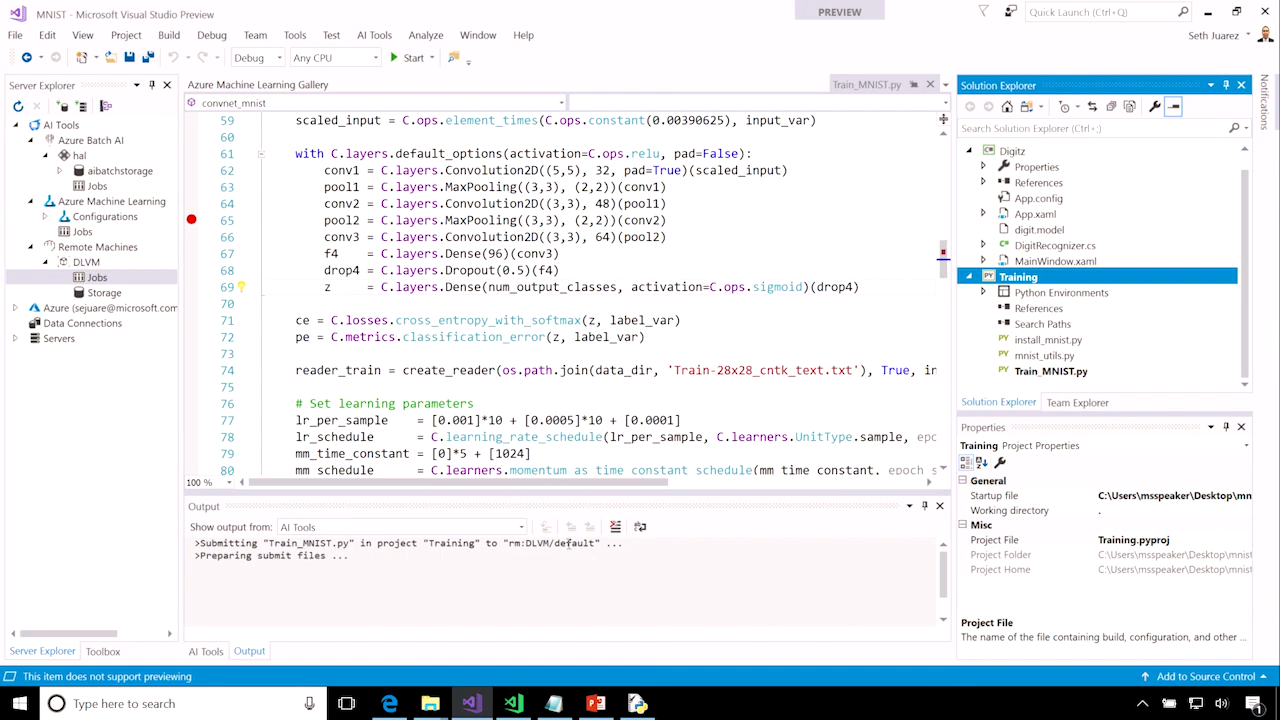 MNIST - Microsoft Visual Studio Preview
PREVIEW
Quick Launch (Ctrl+Q)
File Edit View Project Build Debug Team Tools Test AI Tools Analyze Window Help
Seth Juarez
Debug Any CPU Start
Server Explorer
AI Tools
Azure Batch AI
hal
aibatchstorage
Jobs
Azure Machine Learning
Configurations
Jobs
Remote Machines
DLVM
Jobs
Storage
Azure (sejuare@microsoft.com
Data Connections
Servers
Server Explorer Toolbox
Azure Machine Learning Gallery
Train_MNIST.py
convnet_mnist
59 scaled_input = C.ops.element_times(C.ops.constant(0.00390625), input_var)
60
61 with C.layers.default_options(activation=C.ops.relu, pad=False):
62 conv1 = C.layers.Convolution2D((5,5), 32, pad=True)(scaled_input)
63 pool1 = C.layers.MaxPooling((3,3), (2,2))(conv1)
64 conv2 = C.layers.Convolution2D((3,3), 48)(pool1)
65 pool2 = C.layers.MaxPooling((3,3), (2,2))(conv2)
66 conv3 = C.layers.Convolution2D((3,3), 64)(pool2)
67 f4 = C.layers.Dense(96)(conv3)
68 drop4 = C.layers.Dropout(0.5)(f4)
69 z = C.layers.Dense(num_output_classes, activation=C.ops.sigmoid)(drop4)
70
71 ce = C.losses.cross_entropy_with_softmax(z, label_var)
72 pe = C.metrics.classification_error(z, label_var)
73
74 reader_train = create_reader(os.path.join(data_dir, 'Train-28x28_cntk_text.txt'), True, in
75
76 # Set learning parameters
77 lr_per_sample = [0.001]*10 + [0.0005]*10 + [0.0001]
78 lr_schedule = C.learning_rate_schedule(lr_per_sample, C.learners.UnitType.sample, epoc
79 mm_time_constant = [0]*5 + [1024]
80 mm_schedule = C.learners.momentum_as_time_constant_schedule(mm_time_constant, epoch_s
100 %
Output
Show output from: AI Tools
>Submitting "Train_MNIST.py" in project "Training" to "rm:DLVM/default" ...
>Preparing submit files ...
AI Tools Output
Solution Explorer
Search Solution Explorer (Ctrl+;)
Digitz
Properties
References
App.config
App.xaml
digit.model
DigitRecognizer.cs
MainWindow.xaml
PY Training
Python Environments
References
Search Paths
PY install_mnist.py
PY mnist_utils.py
PY Train_MNIST.py
Solution Explorer Team Explorer
Properties
Training Project Properties
General
Startup file C:\Users\msspeaker\Desktop\mni
Working directory .
Misc
Project File Training.pyproj
Project Folder C:\Users\msspeaker\Desktop\mnis
Project Home C:\Users\msspeaker\Desktop\mnis
Project File
The name of the file containing build, configuration, and other ...
Notifications
This item does not support previewing
Add to Source Control
Type here to search
1